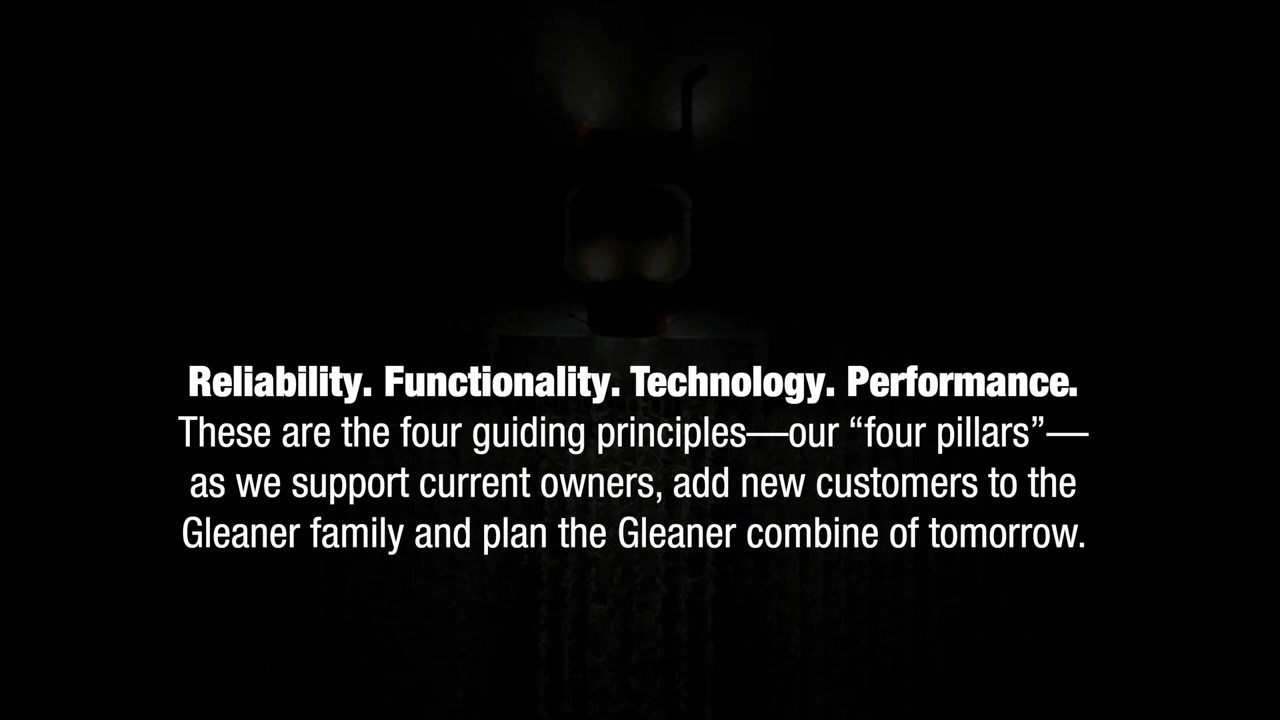 Reliability. Functionality. Technology. Performance.
These are the four guiding principles—our “four pillars”—
as we support current owners, add new customers to the
Gleaner family and plan the Gleaner combine of tomorrow.